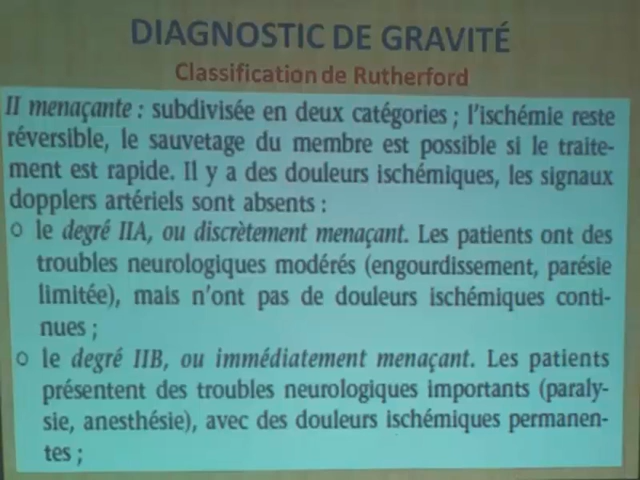 DIAGNOSTIC DE GRAVITÉ
Classification de Rutherford
II menaçante : subdivisée en deux catégories ; l'ischémie reste
réversible, le sauvetage du membre est possible si le traite-
ment est rapide. Il y a des douleurs ischémiques, les signaux
dopplers artériels sont absents :
o le degré IIA, ou discrètement menaçant. Les patients ont des
troubles neurologiques modérés (engourdissement, parésie
limitée), mais n'ont pas de douleurs ischémiques conti-
nues ;
o le degré IIB, ou immédiatement menaçant. Les patients
présentent des troubles neurologiques importants (paraly-
sie, anesthésie), avec des douleurs ischémiques permanen-
tes ;